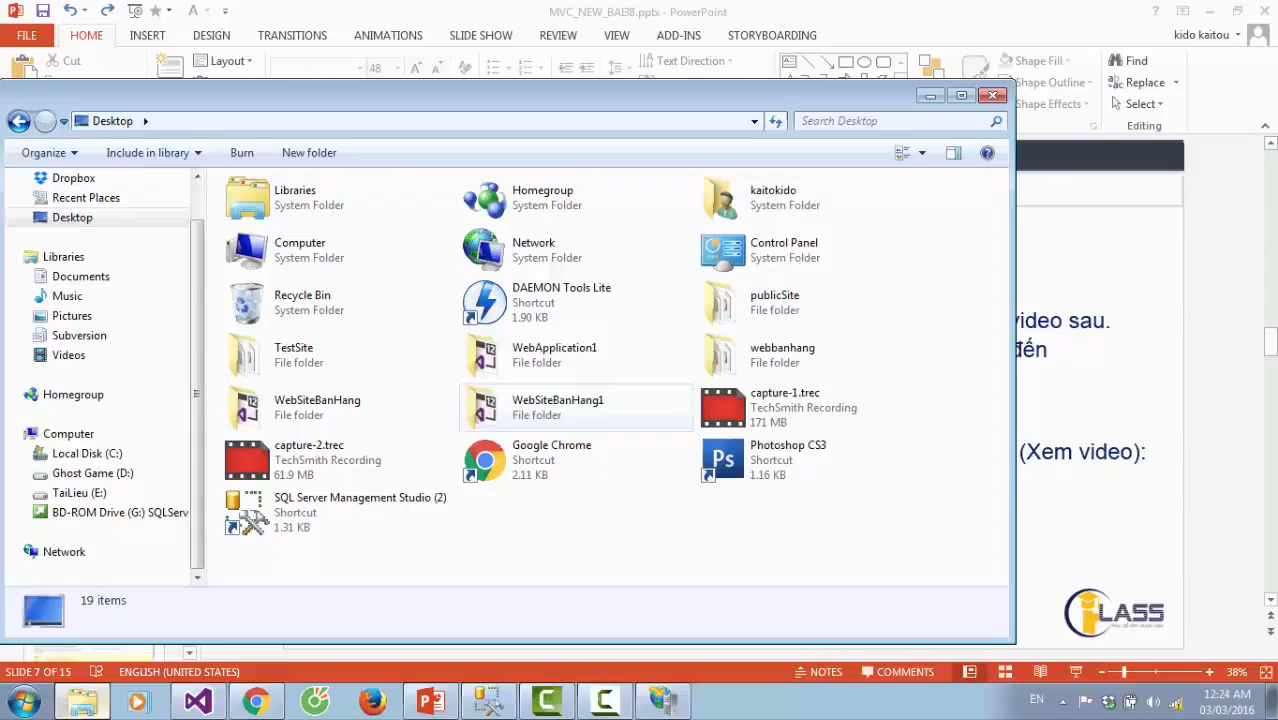 MVC_NEW_BAI38.pptx - PowerPoint
FILE HOME INSERT DESIGN TRANSITIONS ANIMATIONS SLIDE SHOW REVIEW VIEW ADD-INS STORYBOARDING kido kaitou
Cut Layout 48 Text Direction Shape Fill Find
Shape Outline Replace
Shape Effects Select
Editing
Desktop Search Desktop
Organize Include in library Burn New folder
Dropbox
Recent Places
Desktop
Libraries
Documents
Music
Pictures
Subversion
Videos
Homegroup
Computer
Local Disk (C:)
Ghost Game (D:)
TaiLieu (E:)
BD-ROM Drive (G:) SQLServ
Network
Libraries
System Folder
Homegroup
System Folder
kaitokido
System Folder
Computer
System Folder
Network
System Folder
Control Panel
System Folder
Recycle Bin
System Folder
DAEMON Tools Lite
Shortcut
1.90 KB
publicSite
File folder
TestSite
File folder
WebApplication1
File folder
webbanhang
File folder
WebSiteBanHang
File folder
WebSiteBanHang1
File folder
capture-1.trec
TechSmith Recording
171 MB
capture-2.trec
TechSmith Recording
61.9 MB
Google Chrome
Shortcut
2.11 KB
Photoshop CS3
Shortcut
1.16 KB
Ps
SQL Server Management Studio (2)
Shortcut
1.31 KB
19 items
video sau.
đến
(Xem video):
LASS
SLIDE 7 OF 15 ENGLISH (UNITED STATES) NOTES COMMENTS 38%
EN 12:24 AM
03/03/2016